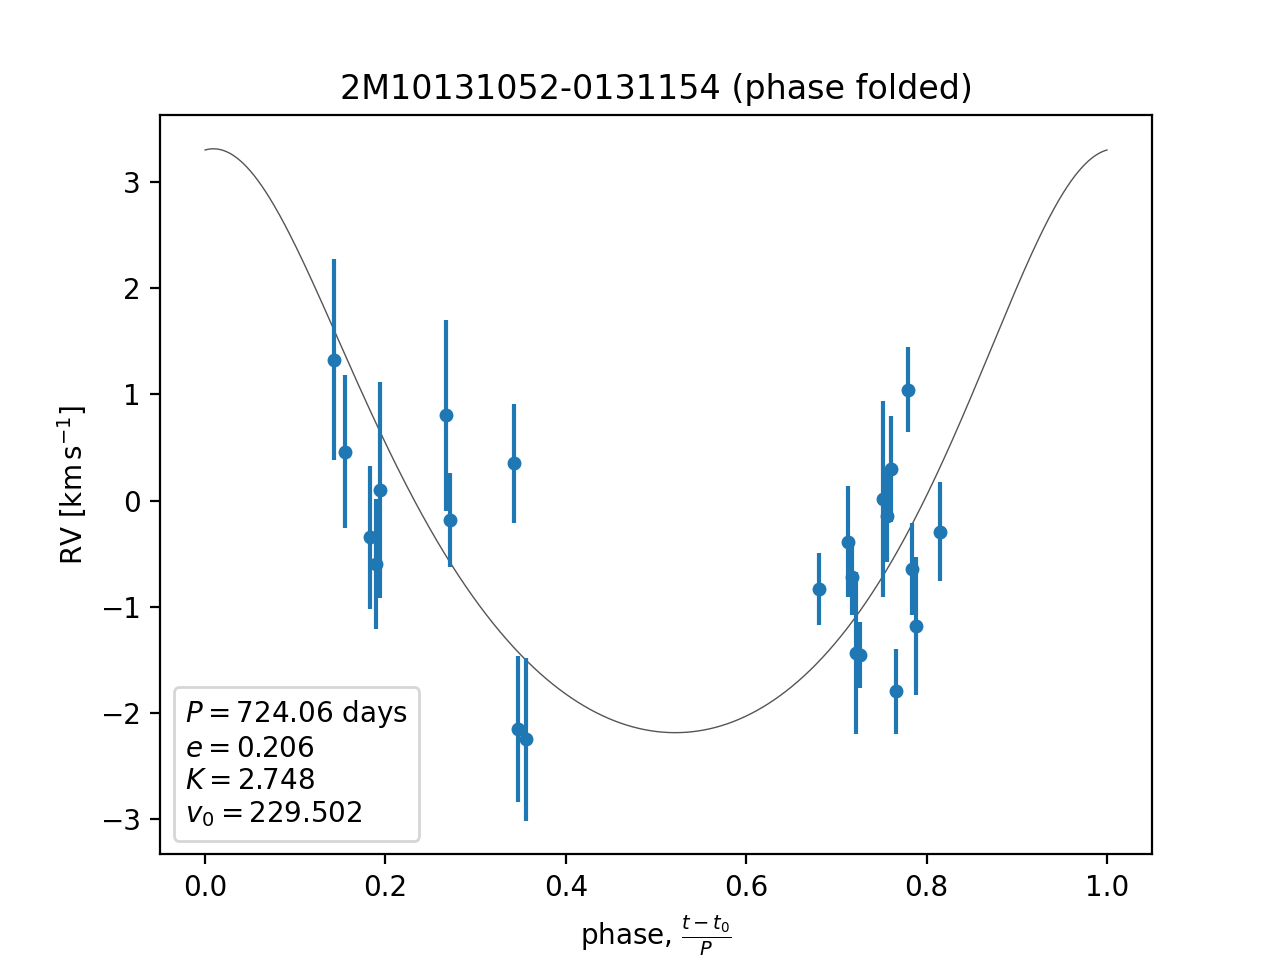 2M10131052-0131154 (phase folded)
RV [km s⁻¹]
3
2
1
0
−1
−2
−3
P = 724.06 days
e = 0.206
K = 2.748
v₀ = 229.502
0.0 0.2 0.4 0.6 0.8 1.0
phase, (t − t₀)/P